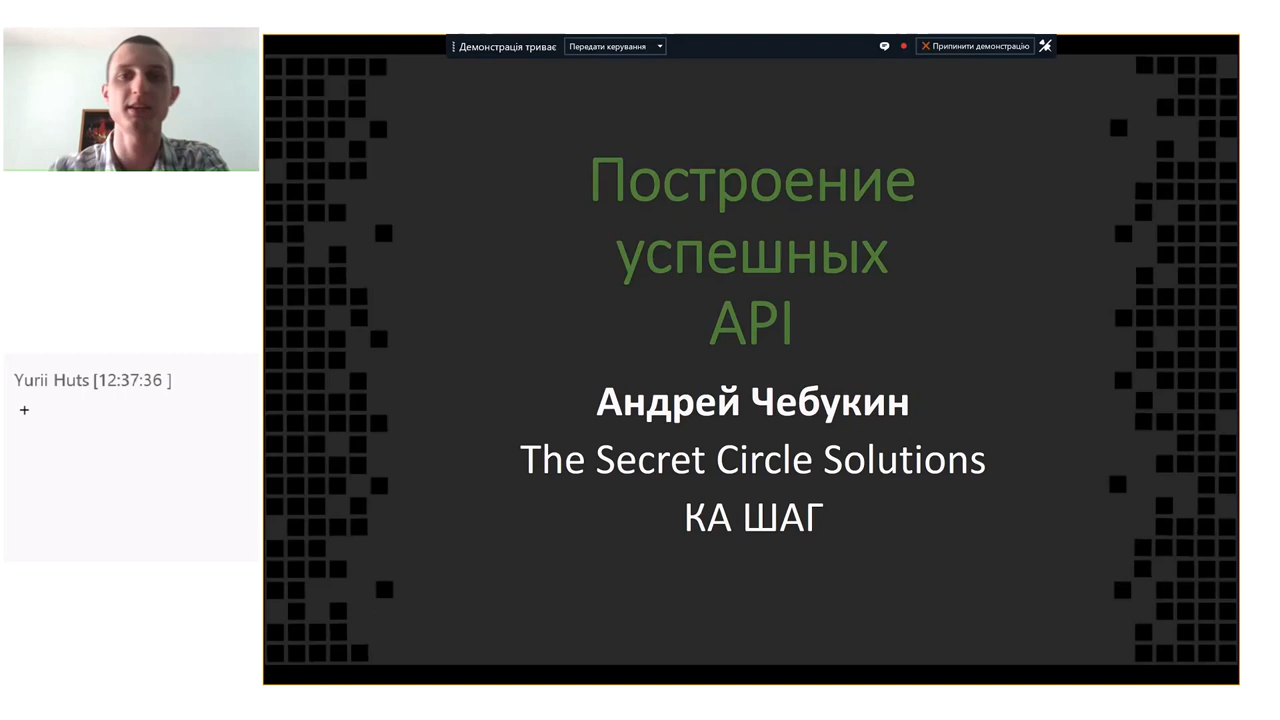 Демонстрація триває
Передати керування
Припинити демонстрацію
Построение
успешных
API
Андрей Чебукин
The Secret Circle Solutions
КА ШАГ
Yurii Huts [12:37:36 ]
+